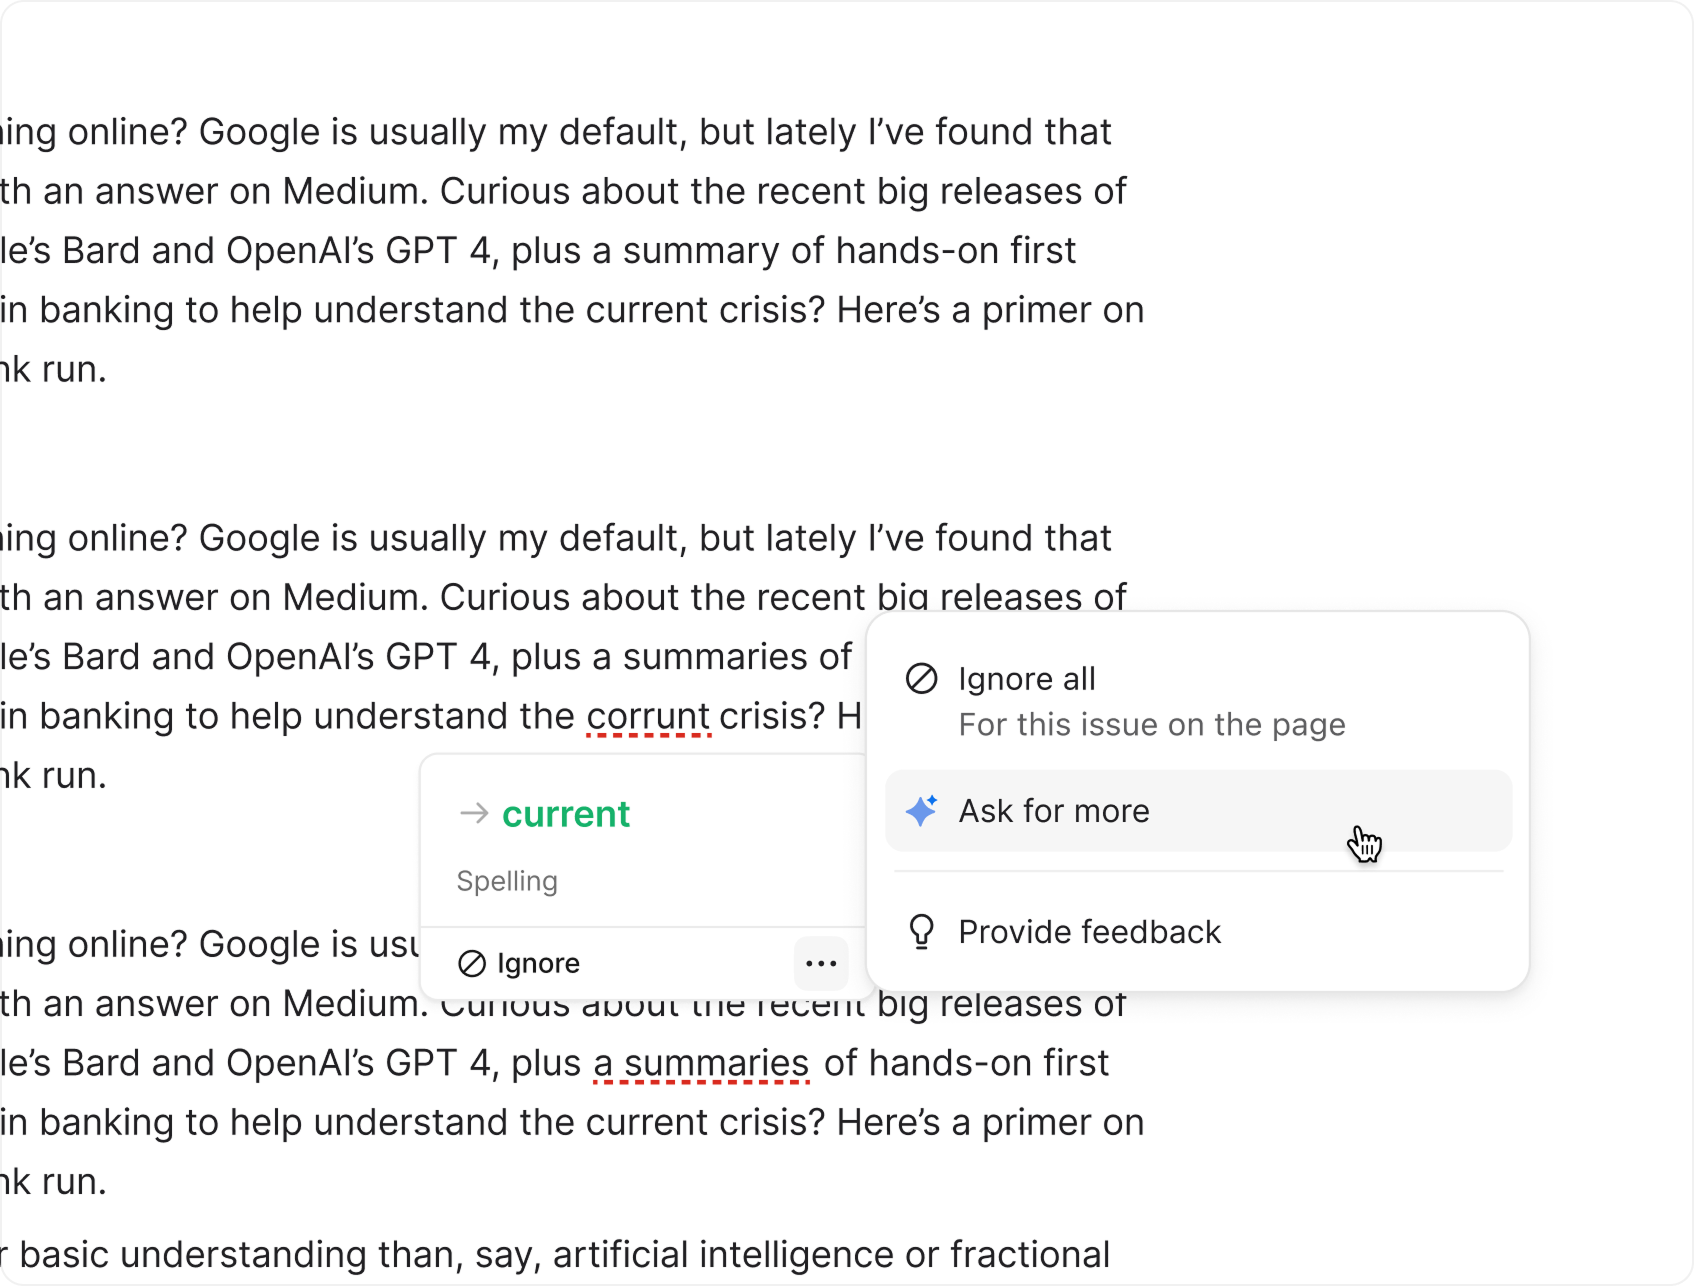 ing online? Google is usually my default, but lately I’ve found that
th an answer on Medium. Curious about the recent big releases of
le’s Bard and OpenAI’s GPT 4, plus a summary of hands-on first
in banking to help understand the current crisis? Here’s a primer on
nk run.
ing online? Google is usually my default, but lately I’ve found that
th an answer on Medium. Curious about the recent big releases of
le’s Bard and OpenAI’s GPT 4, plus a summaries of
in banking to help understand the corrunt crisis? H
nk run.
→ current
Spelling
Ignore
...
Ignore all
For this issue on the page
Ask for more
Provide feedback
ing online? Google is usu
th an answer on Medium. Curious about the recent big releases of
le’s Bard and OpenAI’s GPT 4, plus a summaries of hands-on first
in banking to help understand the current crisis? Here’s a primer on
nk run.
r basic understanding than, say, artificial intelligence or fractional